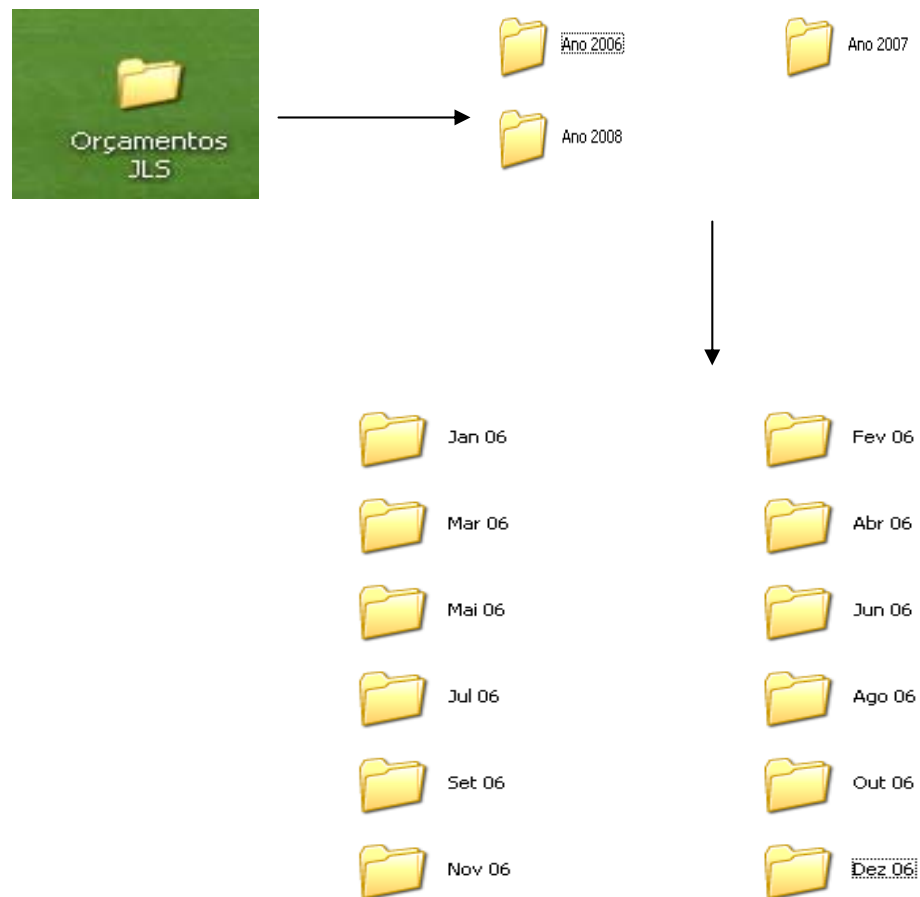 Orçamentos
JLS
Ano 2006
Ano 2007
Ano 2008
Jan 06
Fev 06
Mar 06
Abr 06
Mai 06
Jun 06
Jul 06
Ago 06
Set 06
Out 06
Nov 06
Dez 06